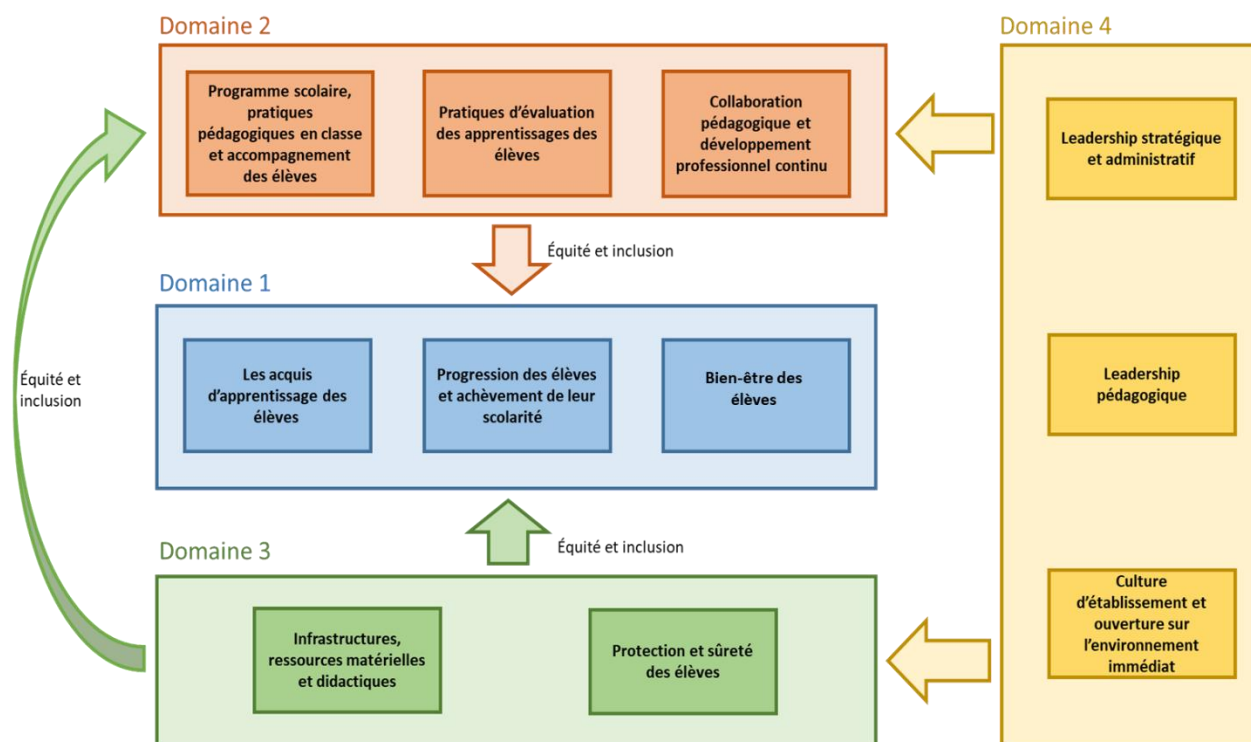 Domaine 2
Programme scolaire,
pratiques
pédagogiques en classe
et accompagnement
des élèves
Pratiques d'évaluation
des apprentissages des
élèves
Collaboration
pédagogique et
développement
professionnel continu
Domaine 4
Leadership stratégique
et administratif
Équité et inclusion
Domaine 1
Les acquis
d'apprentissage des
élèves
Progression des élèves
et achèvement de leur
scolarité
Bien-être des
élèves
Leadership
pédagogique
Équité et
inclusion
Équité et inclusion
Domaine 3
Infrastructures,
ressources matérielles
et didactiques
Protection et sûreté
des élèves
Culture
d'établissement et
ouverture sur
l'environnement
immédiat